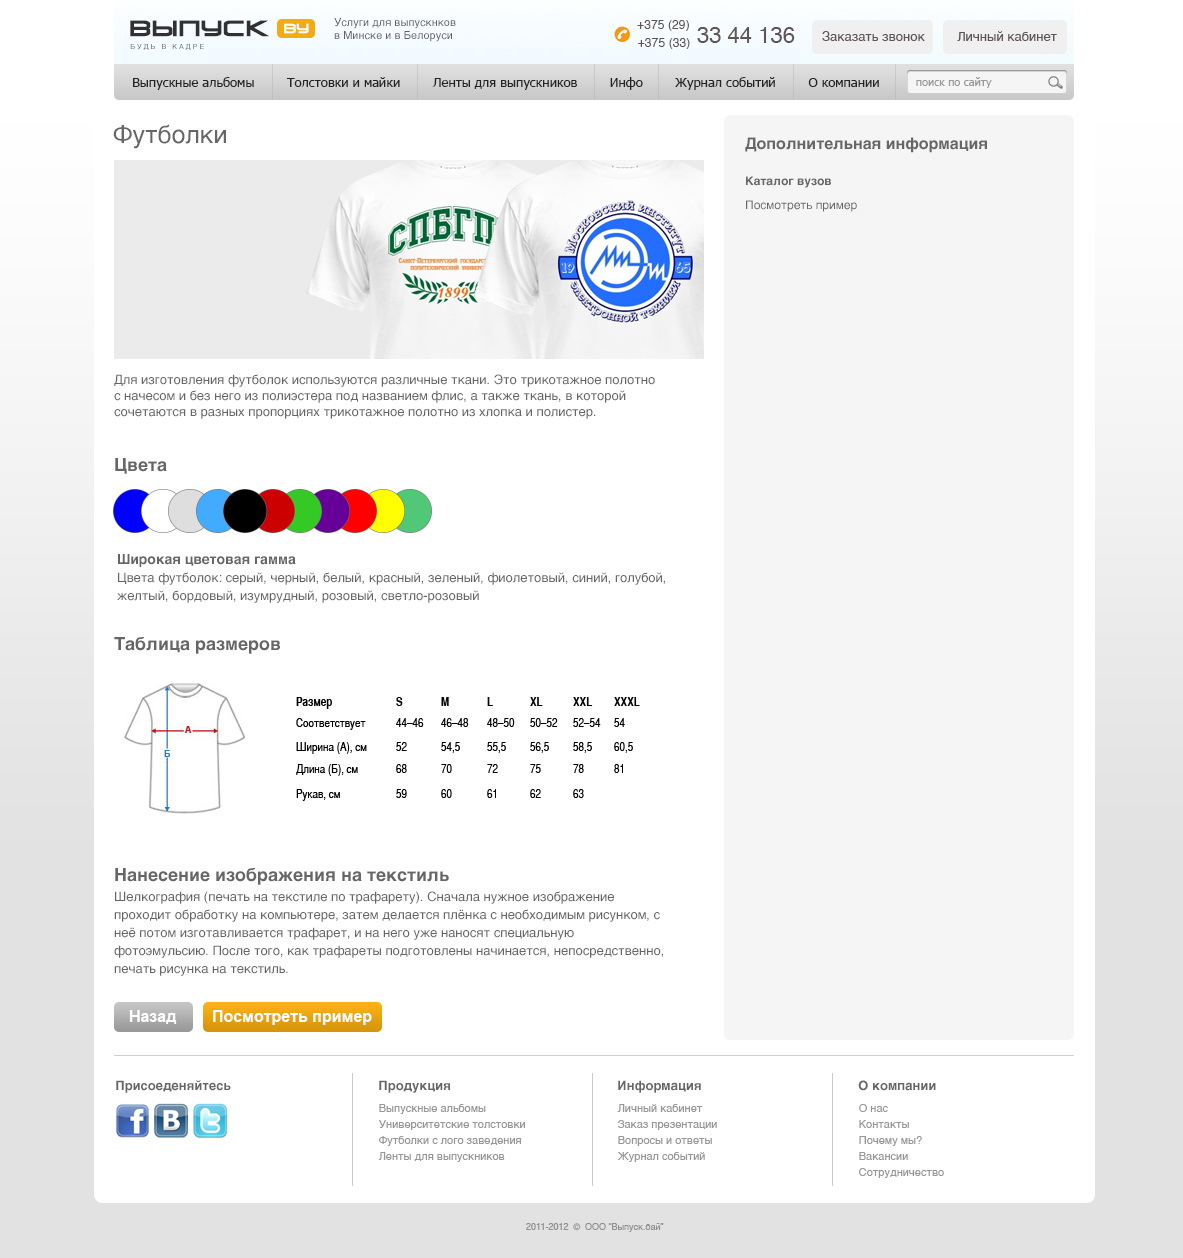 ВЫПУСК BY
БУДЬ В КАДРЕ
Услуги для выпускнков
в Минске и в Белоруси
+375 (29)
+375 (33)
33 44 136
Заказать звонок
Личный кабинет
Выпускные альбомы
Толстовки и майки
Ленты для выпускников
Инфо
Журнал событий
О компании
поиск по сайту
Футболки
СПБГП
Санкт-Петербургский государс
политехнический универс
1899
Московский институт
19 65
электронной техники
Для изготовления футболок используются различные ткани. Это трикотажное полотно
с начесом и без него из полиэстера под названием флис, а также ткань, в которой
сочетаются в разных пропорциях трикотажное полотно из хлопка и полистер.
Цвета
Широкая цветовая гамма
Цвета футболок: серый, черный, белый, красный, зеленый, фиолетовый, синий, голубой,
желтый, бордовый, изумрудный, розовый, светло-розовый
Таблица размеров
А
Б
Размер S M L XL XXL XXXL
Соответствует 44–46 46–48 48–50 50–52 52–54 54
Ширина (А), см 52 54,5 55,5 56,5 58,5 60,5
Длина (Б), см 68 70 72 75 78 81
Рукав, см 59 60 61 62 63
Нанесение изображения на текстиль
Шелкография (печать на текстиле по трафарету). Сначала нужное изображение
проходит обработку на компьютере, затем делается плёнка с необходимым рисунком, с
неё потом изготавливается трафарет, и на него уже наносят специальную
фотоэмульсию. После того, как трафареты подготовлены начинается, непосредственно,
печать рисунка на текстиль.
Назад
Посмотреть пример
Дополнительная информация
Каталог вузов
Посмотреть пример
Присоеденяйтесь
f В t
Продукция
Выпускные альбомы
Университетские толстовки
Футболки с лого заведения
Ленты для выпускников
Информация
Личный кабинет
Заказ презентации
Вопросы и ответы
Журнал событий
О компании
О нас
Контакты
Почему мы?
Вакансии
Сотрудничество
2011-2012 © ООО "Выпуск.бай"